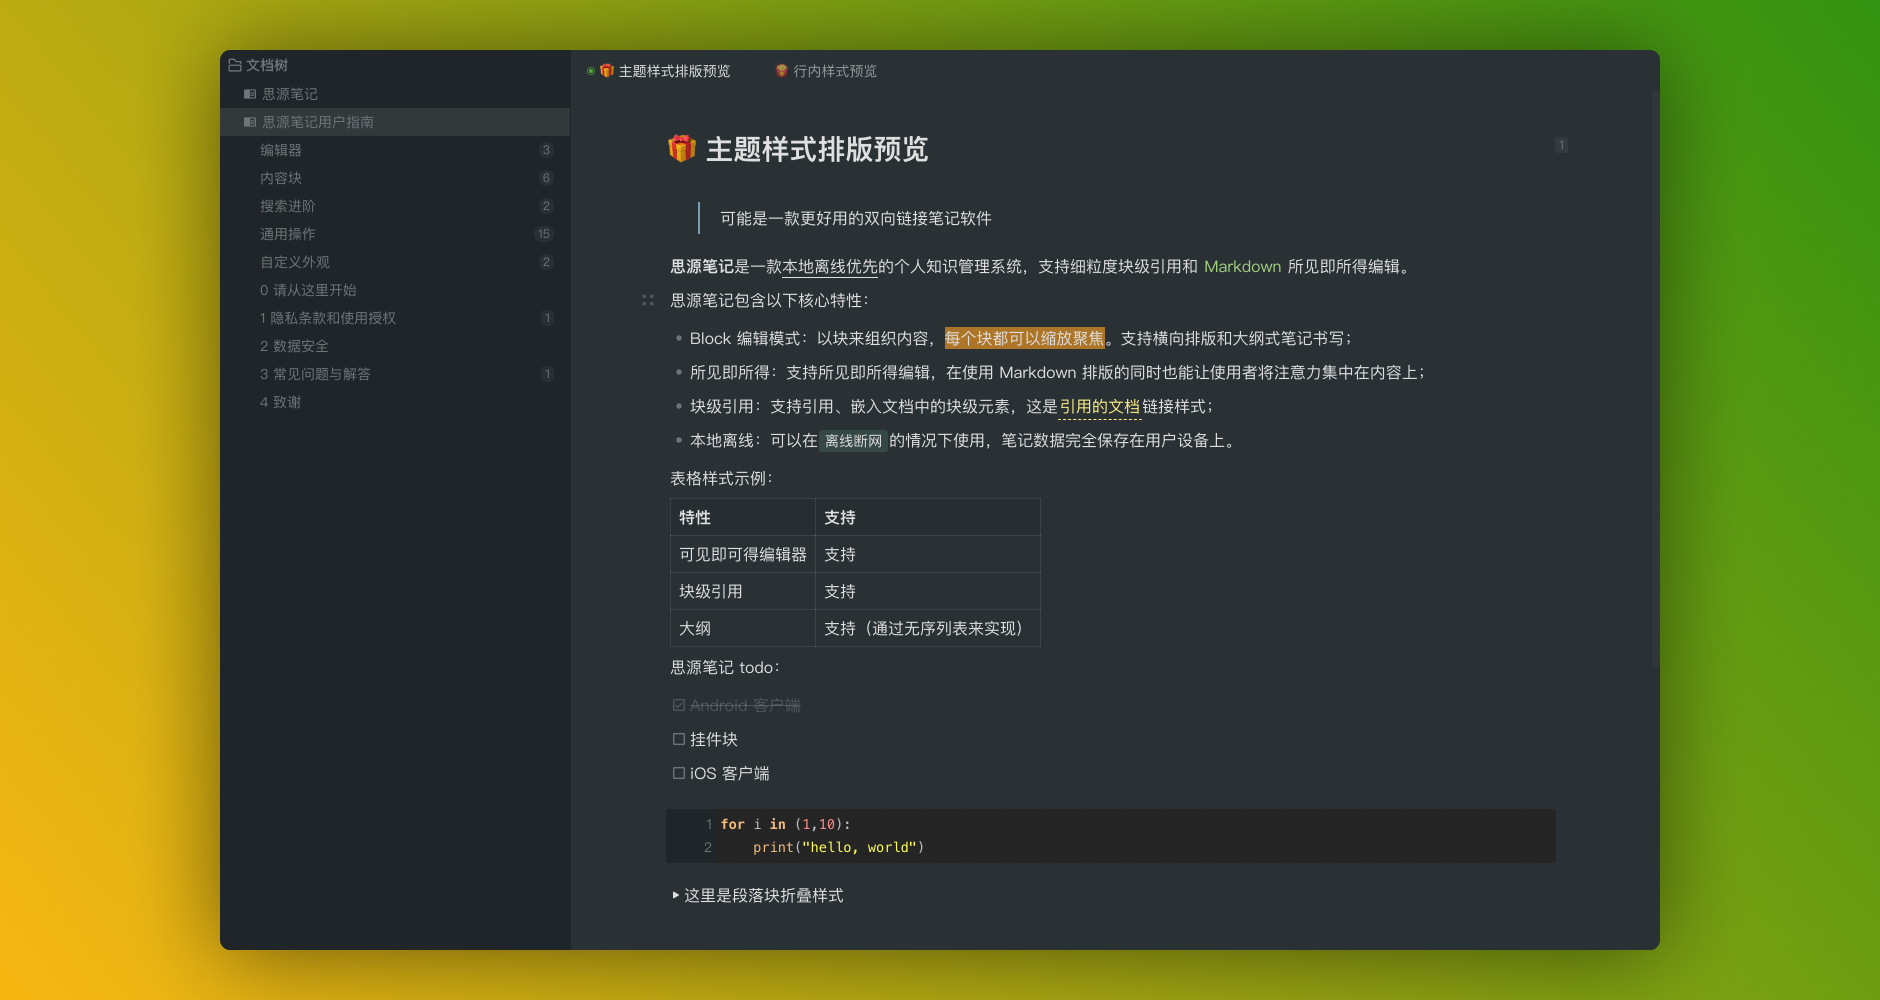 文档树
思源笔记
思源笔记用户指南
编辑器 3
内容块 6
搜索进阶 2
通用操作 15
自定义外观 2
0 请从这里开始
1 隐私条款和使用授权 1
2 数据安全
3 常见问题与解答 1
4 致谢
主题样式排版预览 行内样式预览
主题样式排版预览 1
可能是一款更好用的双向链接笔记软件
思源笔记是一款本地离线优先的个人知识管理系统，支持细粒度块级引用和 Markdown 所见即所得编辑。
思源笔记包含以下核心特性：
Block 编辑模式：以块来组织内容，每个块都可以缩放聚焦。支持横向排版和大纲式笔记书写；
所见即所得：支持所见即所得编辑，在使用 Markdown 排版的同时也能让使用者将注意力集中在内容上；
块级引用：支持引用、嵌入文档中的块级元素，这是引用的文档链接样式；
本地离线：可以在离线断网的情况下使用，笔记数据完全保存在用户设备上。
表格样式示例：
特性 支持
可见即可得编辑器 支持
块级引用 支持
大纲 支持（通过无序列表来实现）
思源笔记 todo：
Android 客户端
挂件块
iOS 客户端
1 for i in (1,10):
2 print("hello, world")
这里是段落块折叠样式